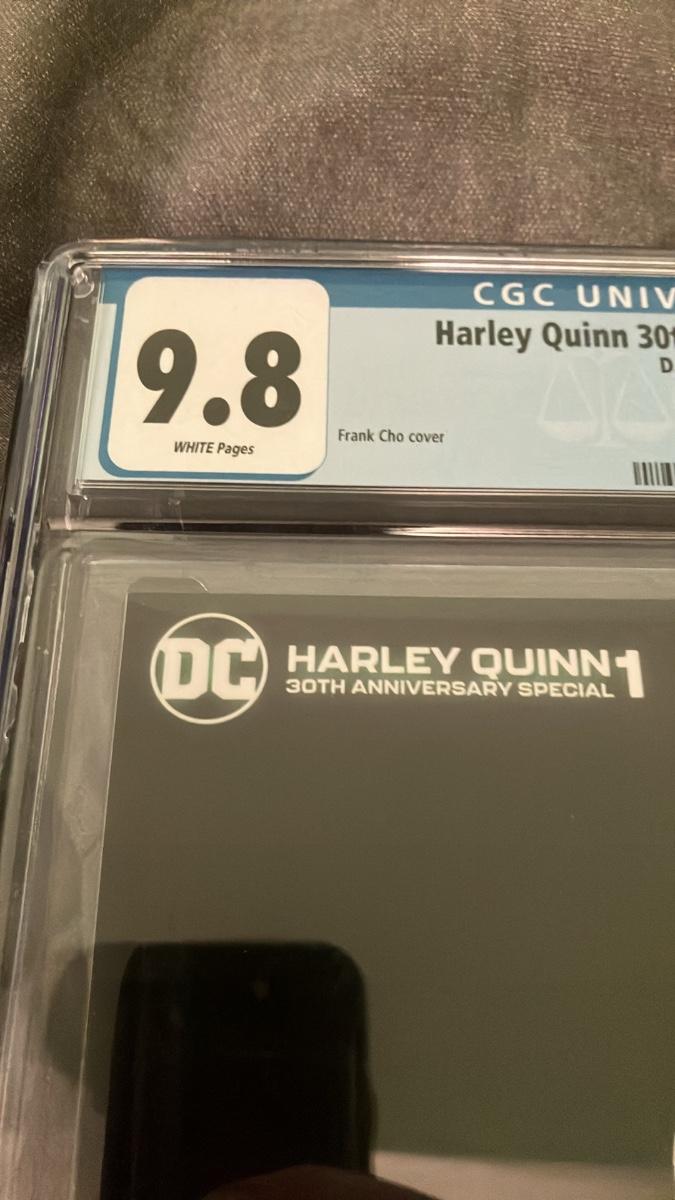 CGC UNIV
Harley Quinn 30t
D
9.8
WHITE Pages
Frank Cho cover
DC
HARLEY QUINN 1
30TH ANNIVERSARY SPECIAL